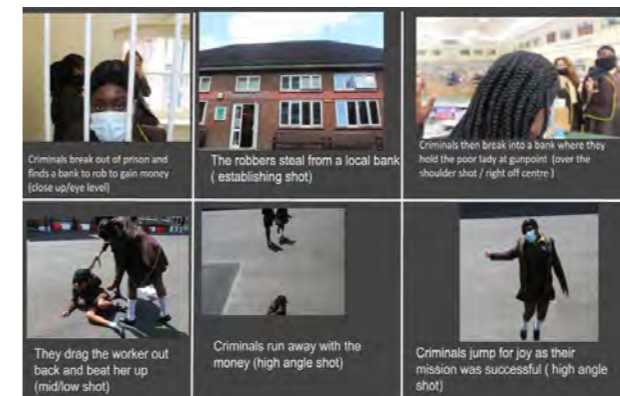 Criminals break out of prison and
finds a bank to rob to gain money
(close up/eye level)
The robbers steal from a local bank
( establishing shot)
Criminals then break into a bank where they
hold the poor lady at gunpoint  (over the
shoulder shot / right off centre )
They drag the worker out
back and beat her up
(mid/low shot)
Criminals run away with the
money (high angle shot)
Criminals jump for joy as their
mission was successful ( high angle
shot)